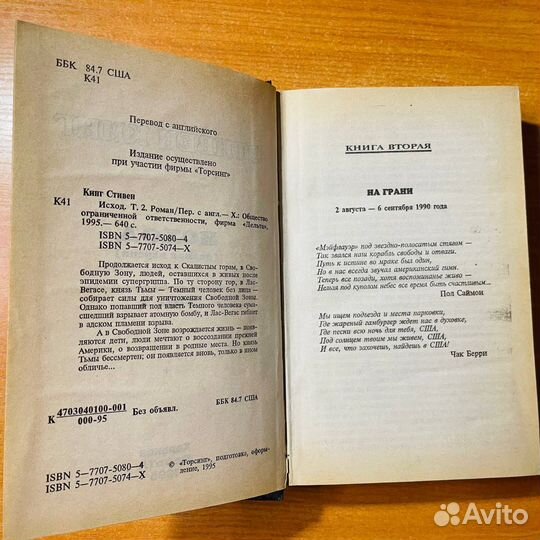 ББК 84.7 США
К41
Перевод с английского
Издание осуществлено
при участии фирмы «Торсинг»
Кинг Стивен
К41 Исход. Т. 2. Роман/Пер. с англ.— Х.: Общество
ограниченной ответственности, фирма «Дельта»,
1995.— 640 с.
ISBN 5—7707-5080—4
ISBN 5—7707-5074—X
Продолжается исход к Скалистым горам, в Сво-
бодную Зону, людей, оставшихся в живых после
эпидемии супергриппа. По ту сторону гор, в Лас-
Вегасе, князь Тьмы — Темный человек без лица —
собирает силы для уничтожения Свободной Зоны.
Однако попавший под власть Темного человека сума-
сшедший взрывает атомную бомбу, и Лас-Вегас гибнет
в адском пламени взрыва.
А в Свободной Зоне возрождается жизнь — появ-
ляются дети, люди мечтают о воссоздании прежней
Америки, о возвращении в родные места. Но князь
Тьмы бессмертен; он появляется вновь, только в ином
обличье...
К 4703040100-001
000-95
Без объявл.
ББК 84.7 США
ISBN 5—7707-5080—4
ISBN 5—7707-5074—X
© «Торсинг», подготовка, оформ-
ление, 1995
КНИГА ВТОРАЯ
НА ГРАНИ
2 августа — 6 сентября 1990 года
«Мэйфлауэр» под звездно-полосатым стягом —
Так звался наш корабль свободы и отваги.
Путь к истине во мраке был один,
Но в нас всегда звучал американский гимн.
Теперь все позади, хоть воспоминанье живо —
Нельзя под куполом небес все время быть счастливым...
Пол Саймон
Мы ищем подъезда и места парковки,
Где жареный гамбургер ждет нас в духовке,
Где песни всю ночь для тебя, США,
Под солнцем твоим мы живем, США,
И все, что захочешь, найдешь в США!
Чак Берри
Avito